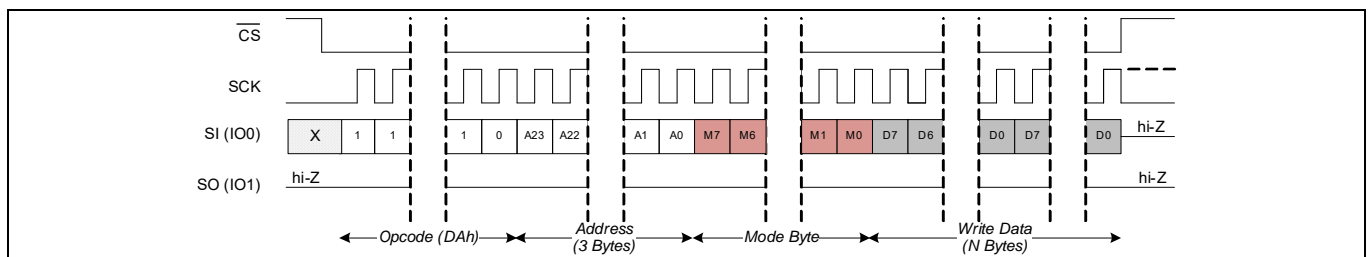 CS
SCK
SI (IO0) X 1 1 1 0 A23 A22 A1 A0 M7 M6 M1 M0 D7 D6 D0 D7 D0 hi-Z
SO (IO1) hi-Z hi-Z
Opcode (DAh) Address (3 Bytes) Mode Byte Write Data (N Bytes)